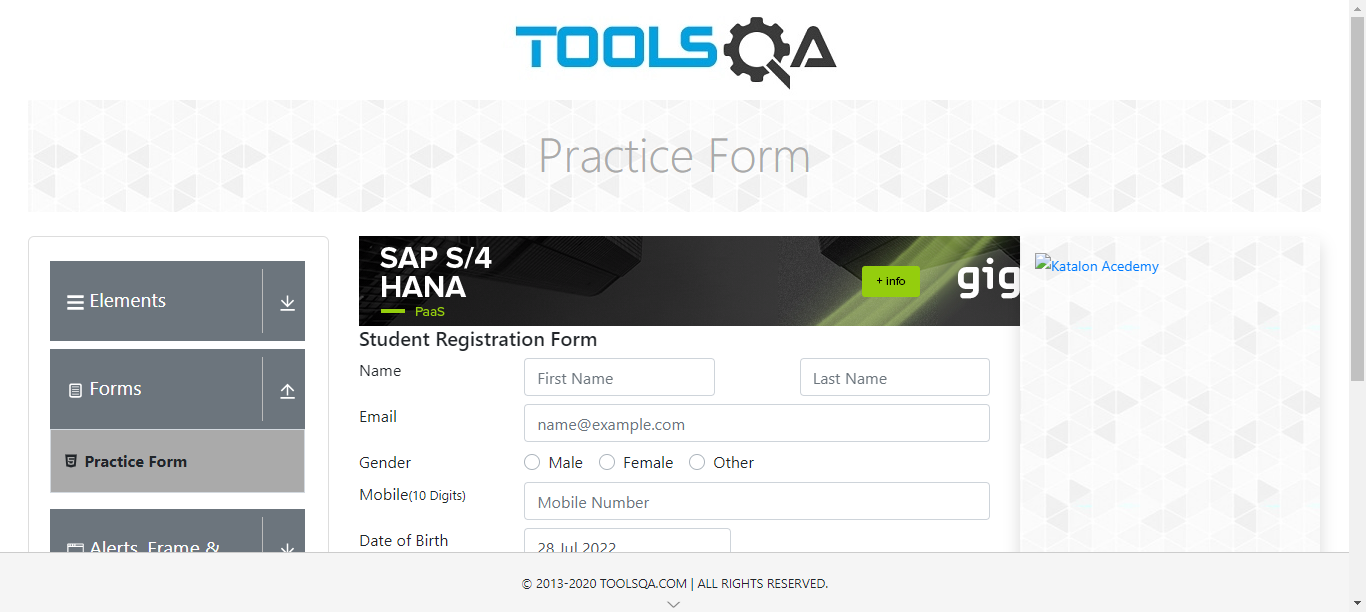 TOOLSQA
Practice Form
Elements
Forms
Practice Form
Alerts, Frame &
SAP S/4
HANA
PaaS
+ info
gig
Student Registration Form
Name
First Name
Last Name
Email
name@example.com
Gender
Male
Female
Other
Mobile(10 Digits)
Mobile Number
Date of Birth
28 Jul 2022
Katalon Acedemy
© 2013-2020 TOOLSQA.COM | ALL RIGHTS RESERVED.